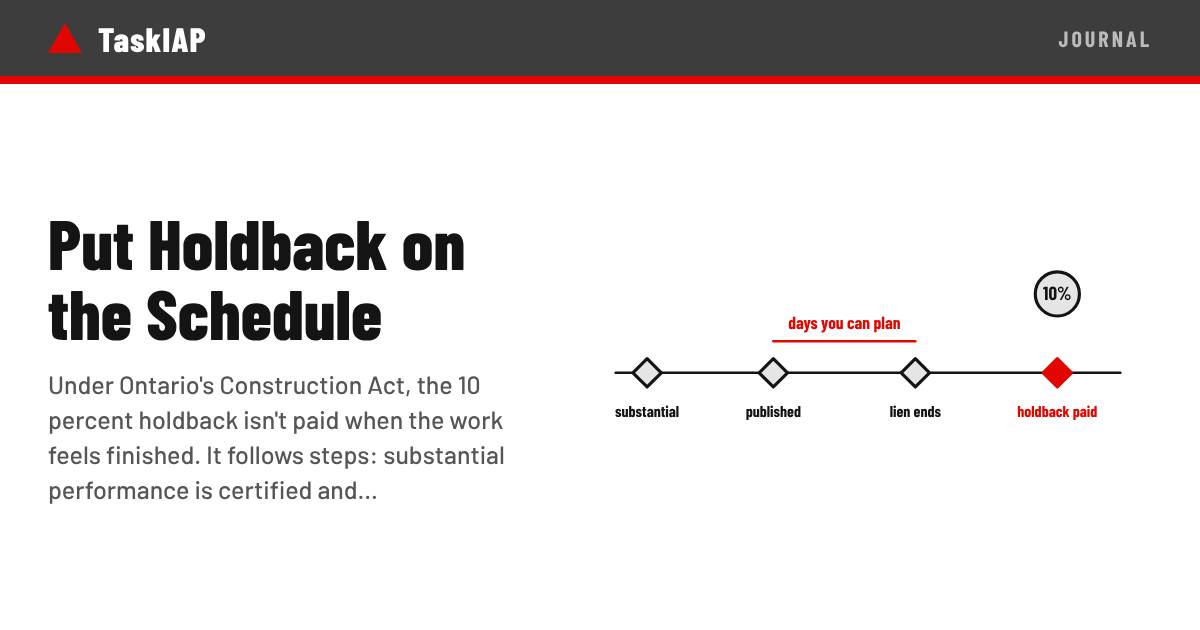 TaskIAP
JOURNAL
Put Holdback on
the Schedule
Under Ontario's Construction Act, the 10
percent holdback isn't paid when the work
feels finished. It follows steps: substantial
performance is certified and...
10%
days you can plan
substantial
published
lien ends
holdback paid